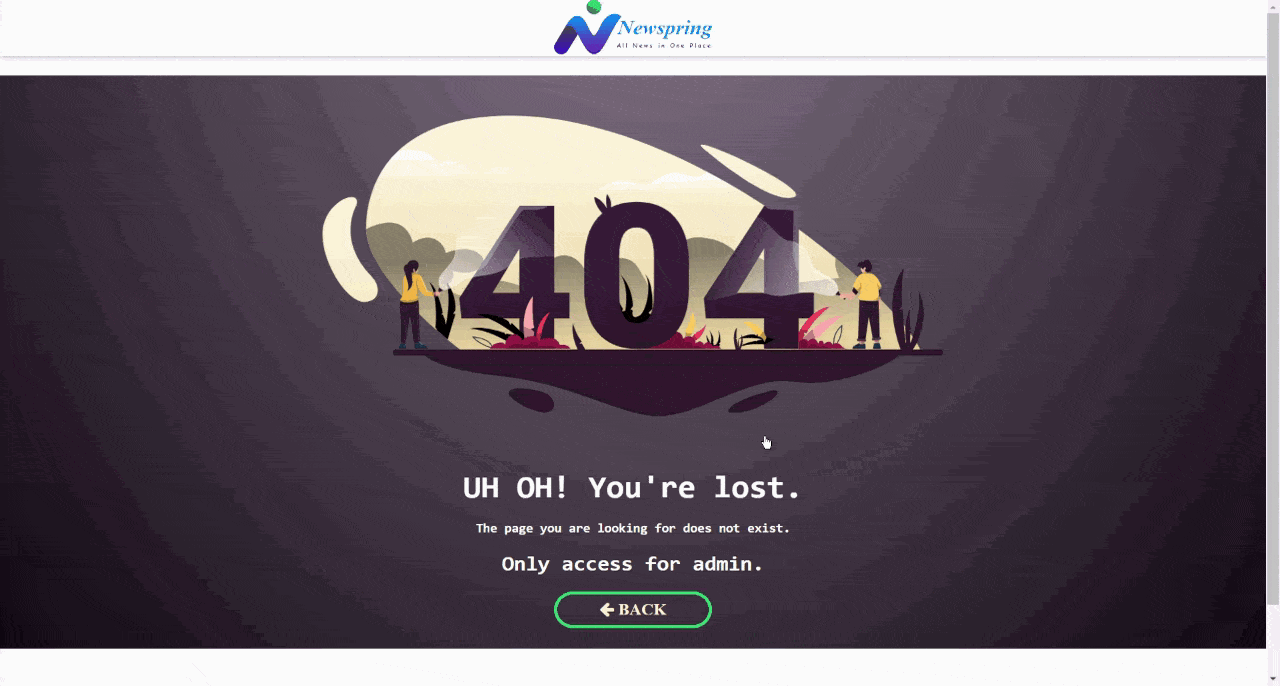 Newspring
All News in One Place
404
UH OH! You're lost.
The page you are looking for does not exist.
Only access for admin.
BACK